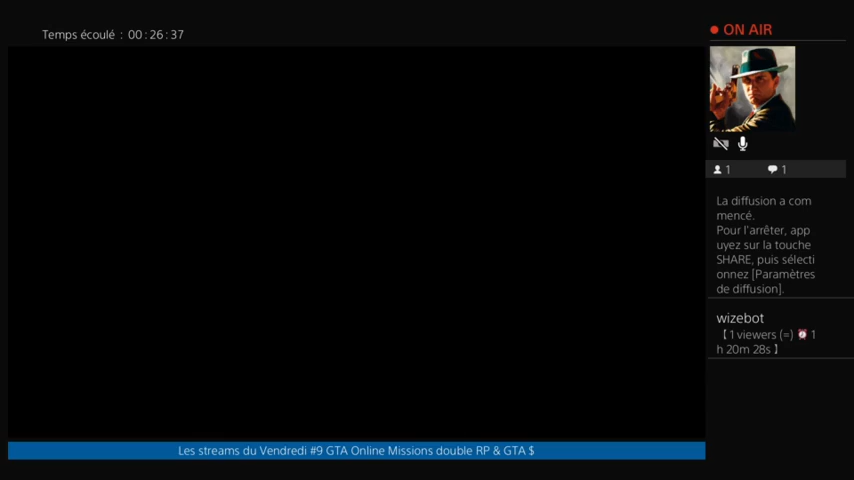 Temps écoulé : 00:26:37
ON AIR
1 1
La diffusion a com
mencé.
Pour l'arrêter, app
uyez sur la touche
SHARE, puis sélecti
onnez [Paramètres
de diffusion].
wizebot
【 1 viewers (=) ⏰ 1
h 20m 28s 】
Les streams du Vendredi #9 GTA Online Missions double RP & GTA $